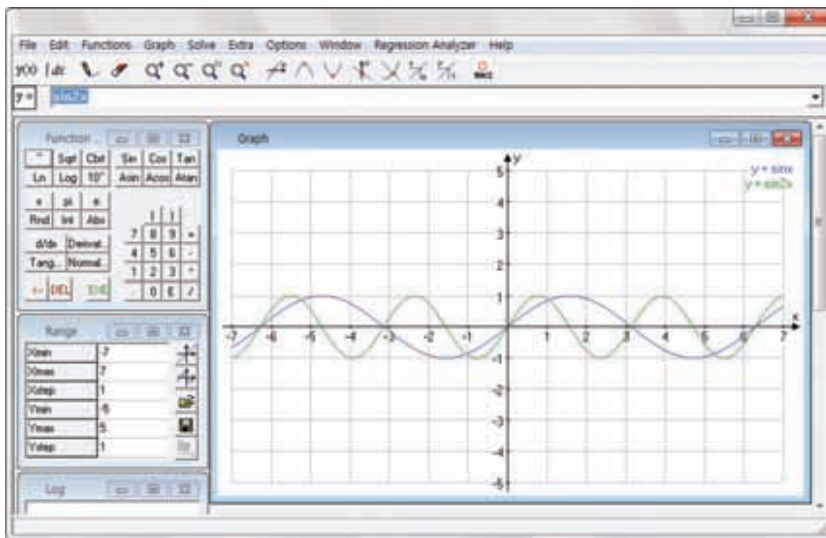 File Edit Functions Graph Solve Extra Options Window Regression Analyzer Help
y(x)
y = sin2x
Function ...
^ Sqrt Cbrt Sin Cos Tan
Ln Log 10^ Asin Acos Atan
pi
Rnd Int Abs
( )
7 8 9
d/dx Derivat...
4 5 6 -
Tang... Normal...
1 2 3
DEL EXE
0 E /
Range
Xmin -7
Xmax 7
Xstep 1
Ymin -5
Ymax 5
Ystep 1
Log
Graph
y
y = sinx
y = sin2x
5
4
3
2
1
-7 -6 -5 -4 -3 -2 -1 0 1 2 3 4 5 6 7
x
-1
-2
-3
-4
-5